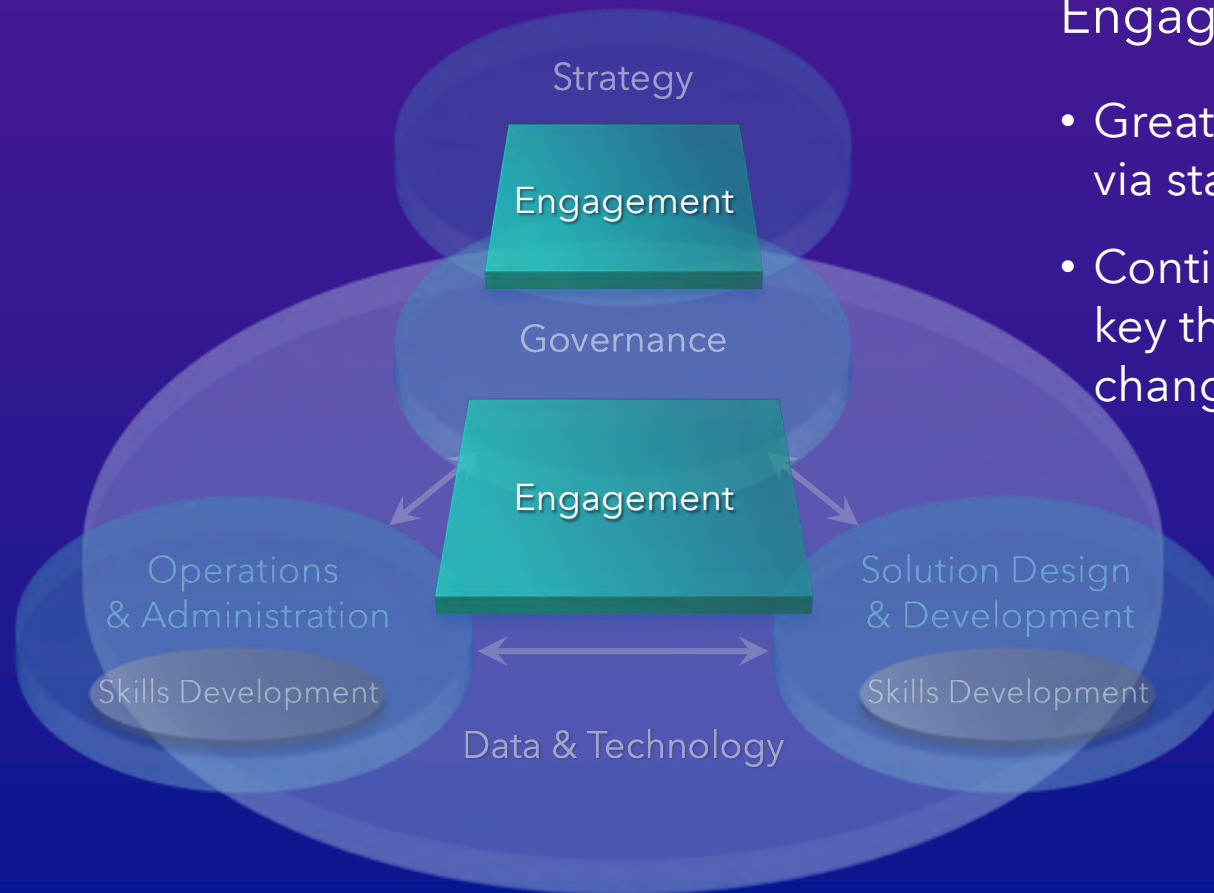 Strategy
Engagement
Governance
Engagement
Operations
& Administration
Skills Development
Solution Design
& Development
Skills Development
Data & Technology
Engag
• Great
via sta
• Conti
key th
chang